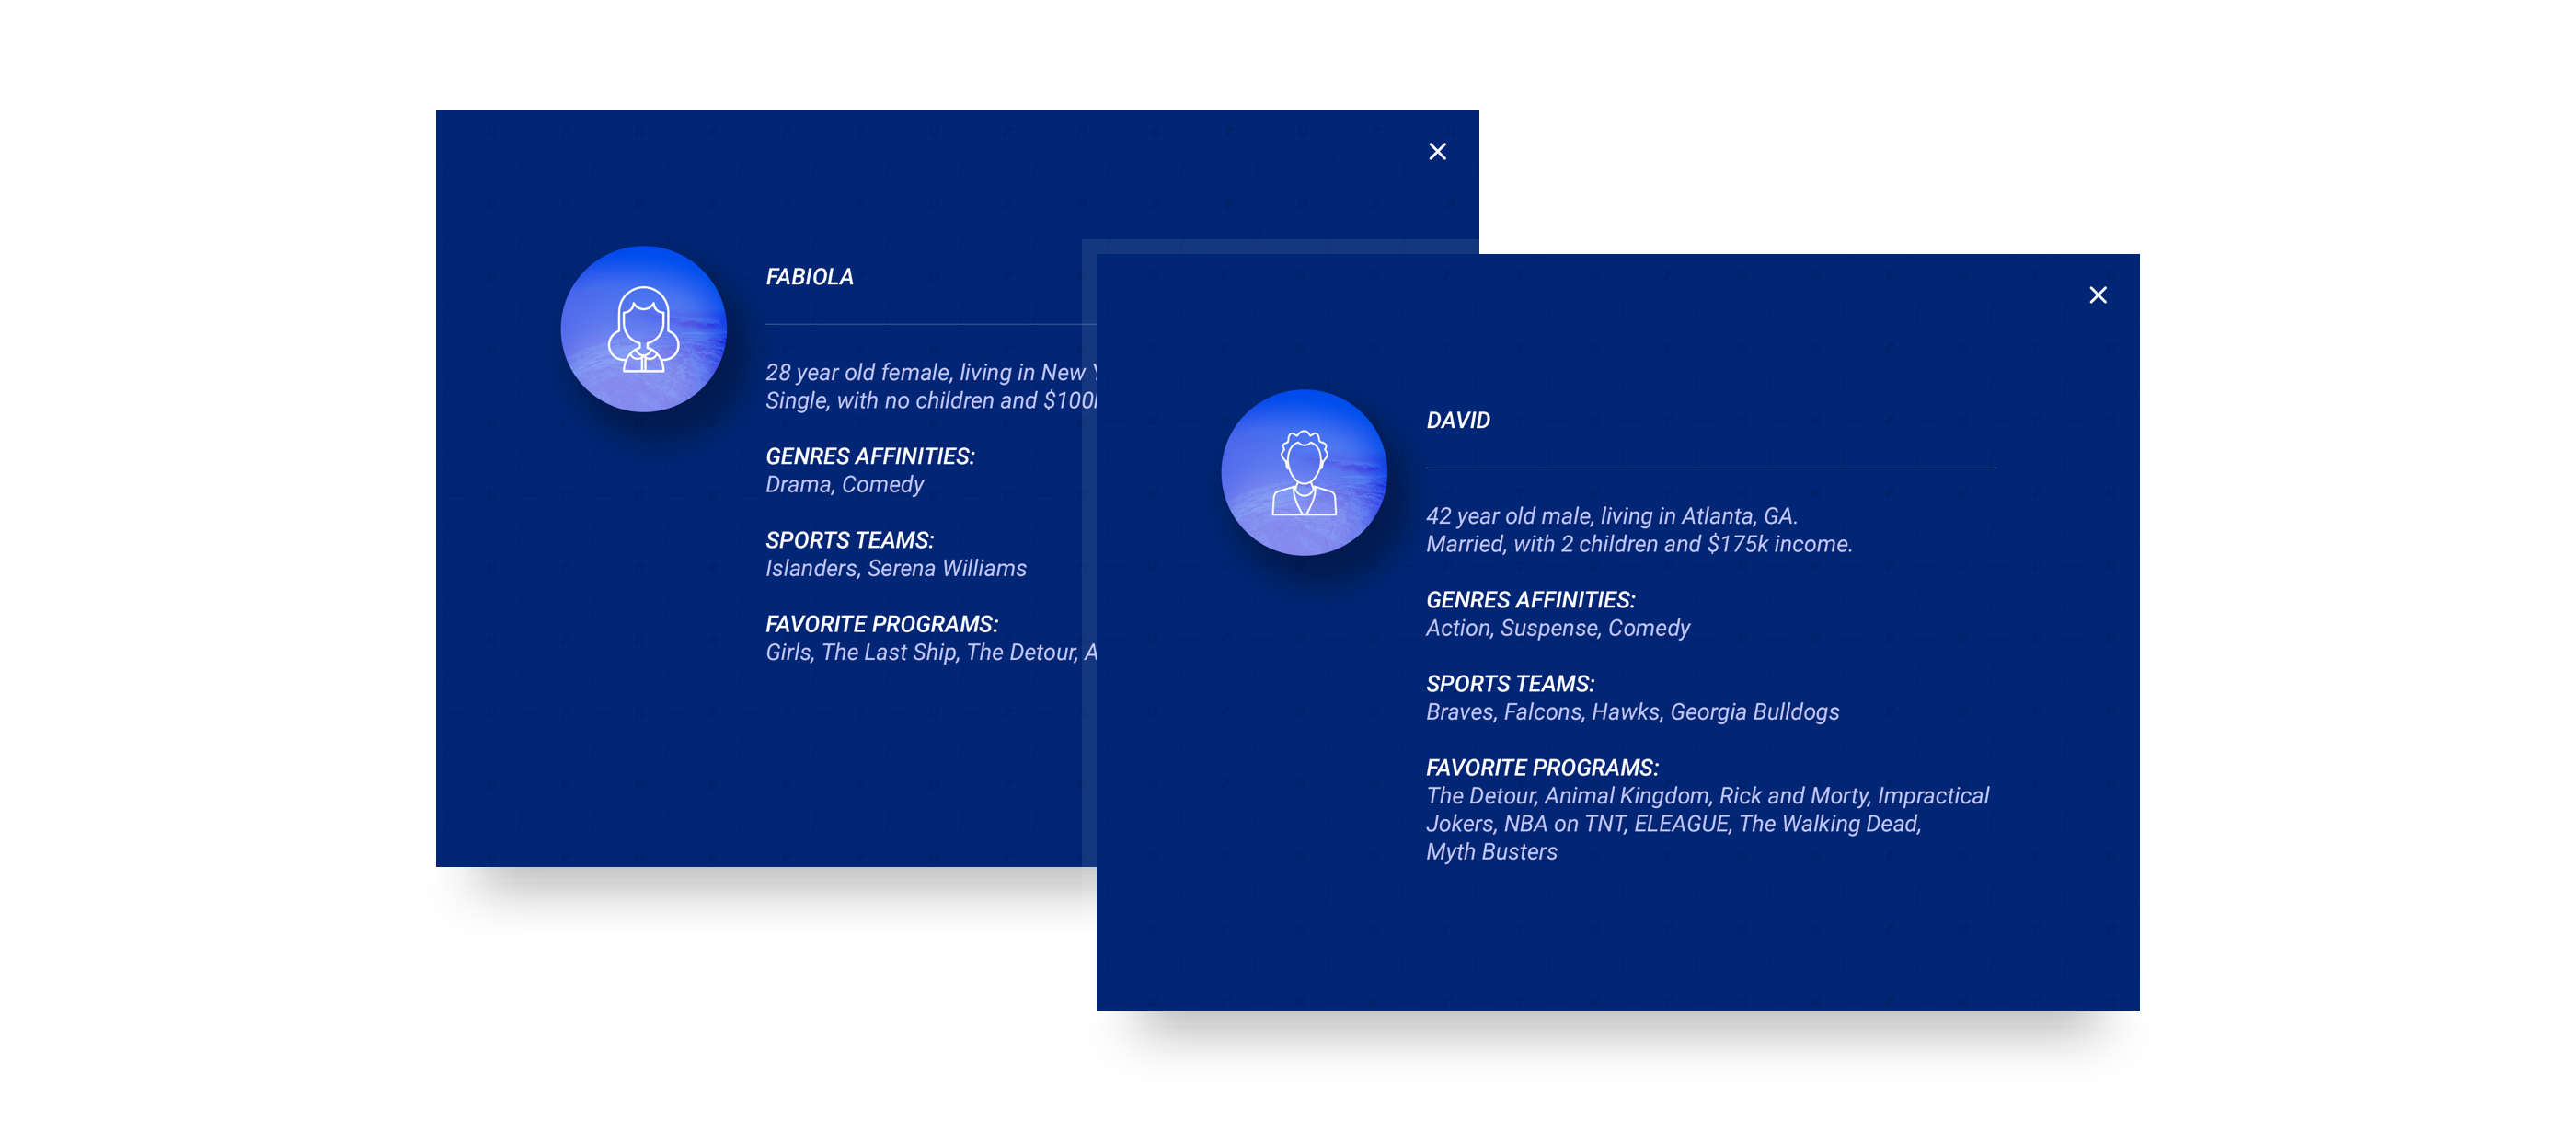 FABIOLA
28 year old female, living in New
Single, with no children and
GENRES AFFINITIES:
Drama, Comedy
SPORTS TEAMS:
Islanders, Serena Williams
FAVORITE PROGRAMS:
Girls, The Last Ship, The Detour,
DAVID
42 year old male, living in Atlanta, GA.
Married, with 2 children and $175k income.
GENRES AFFINITIES:
Action, Suspense, Comedy
SPORTS TEAMS:
Braves, Falcons, Hawks, Georgia Bulldogs
FAVORITE PROGRAMS:
The Detour, Animal Kingdom, Rick and Morty, Impractical
Jokers, NBA on TNT, ELEAGUE, The Walking Dead,
Myth Busters